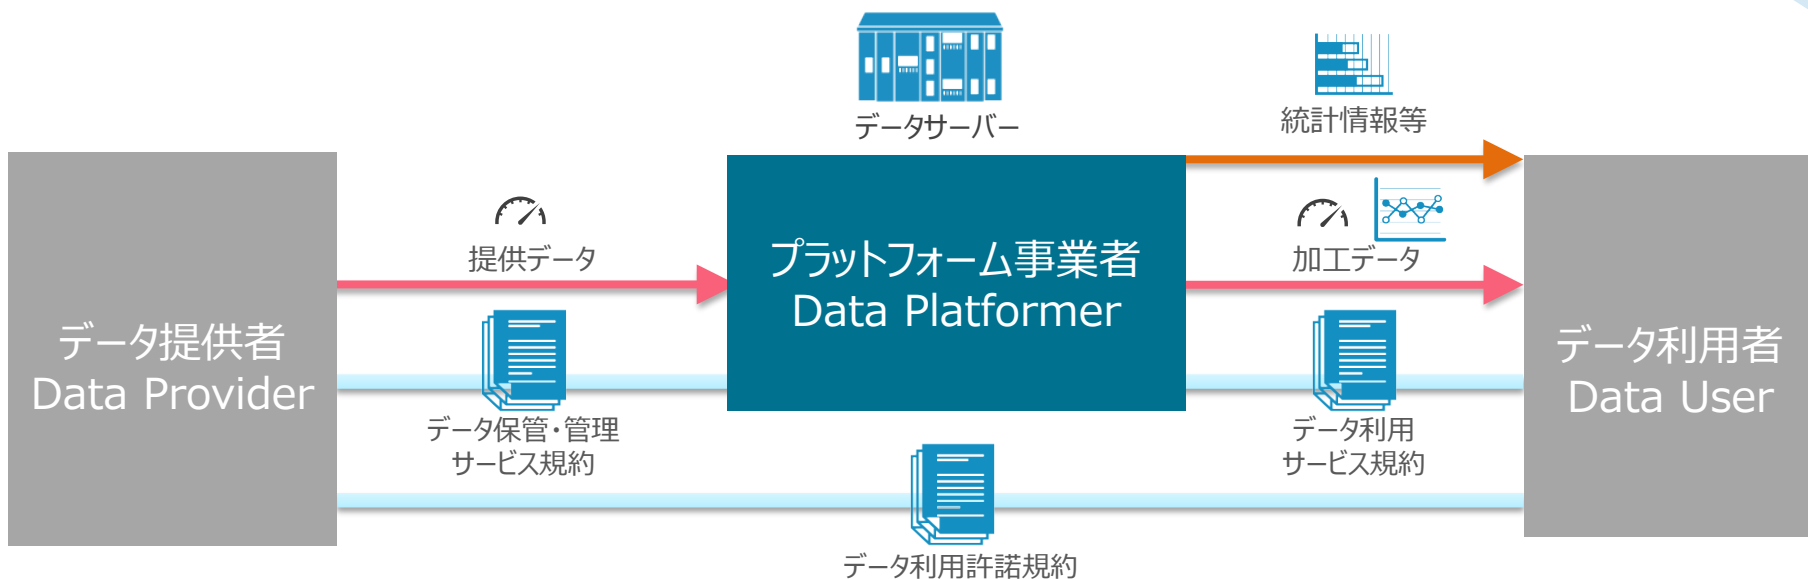 データサーバー
統計情報等
提供データ
プラットフォーム事業者
Data Platformer
加工データ
データ提供者
Data Provider
データ利用者
Data User
データ保管・管理
サービス規約
データ利用
サービス規約
データ利用許諾規約